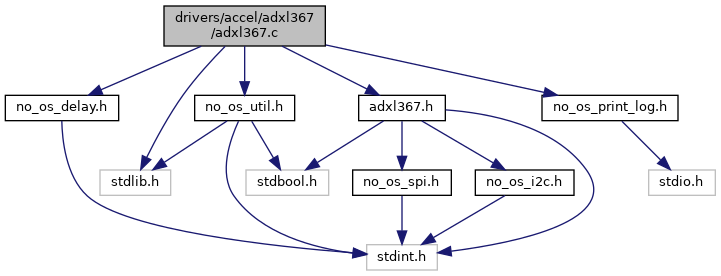 drivers/accel/adxl367
/adxl367.c
no_os_delay.h
no_os_util.h
adxl367.h
no_os_print_log.h
stdlib.h
stdbool.h
no_os_spi.h
no_os_i2c.h
stdio.h
stdint.h